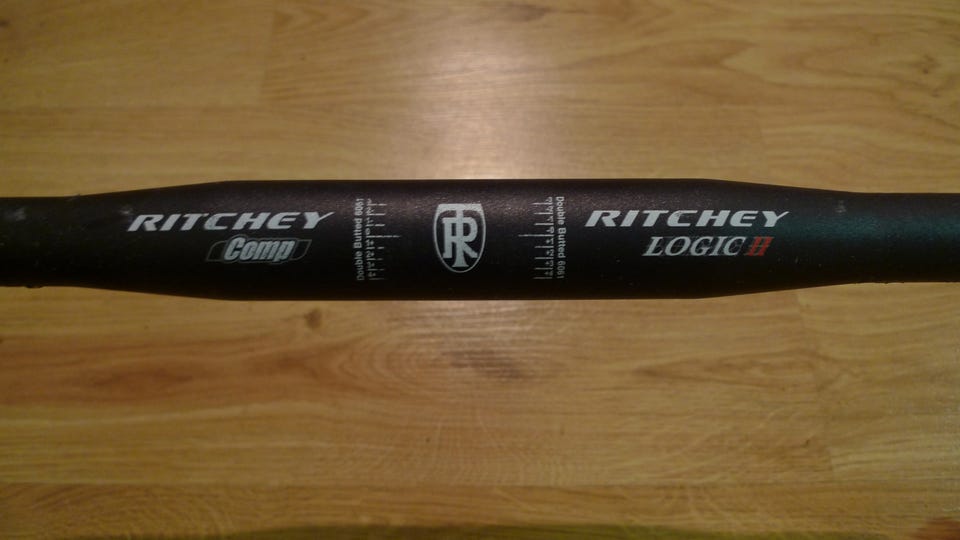 RITCHEY
Comp
Double Butted 6061
R
Double Butted 6061
RITCHEY
LOGIC II